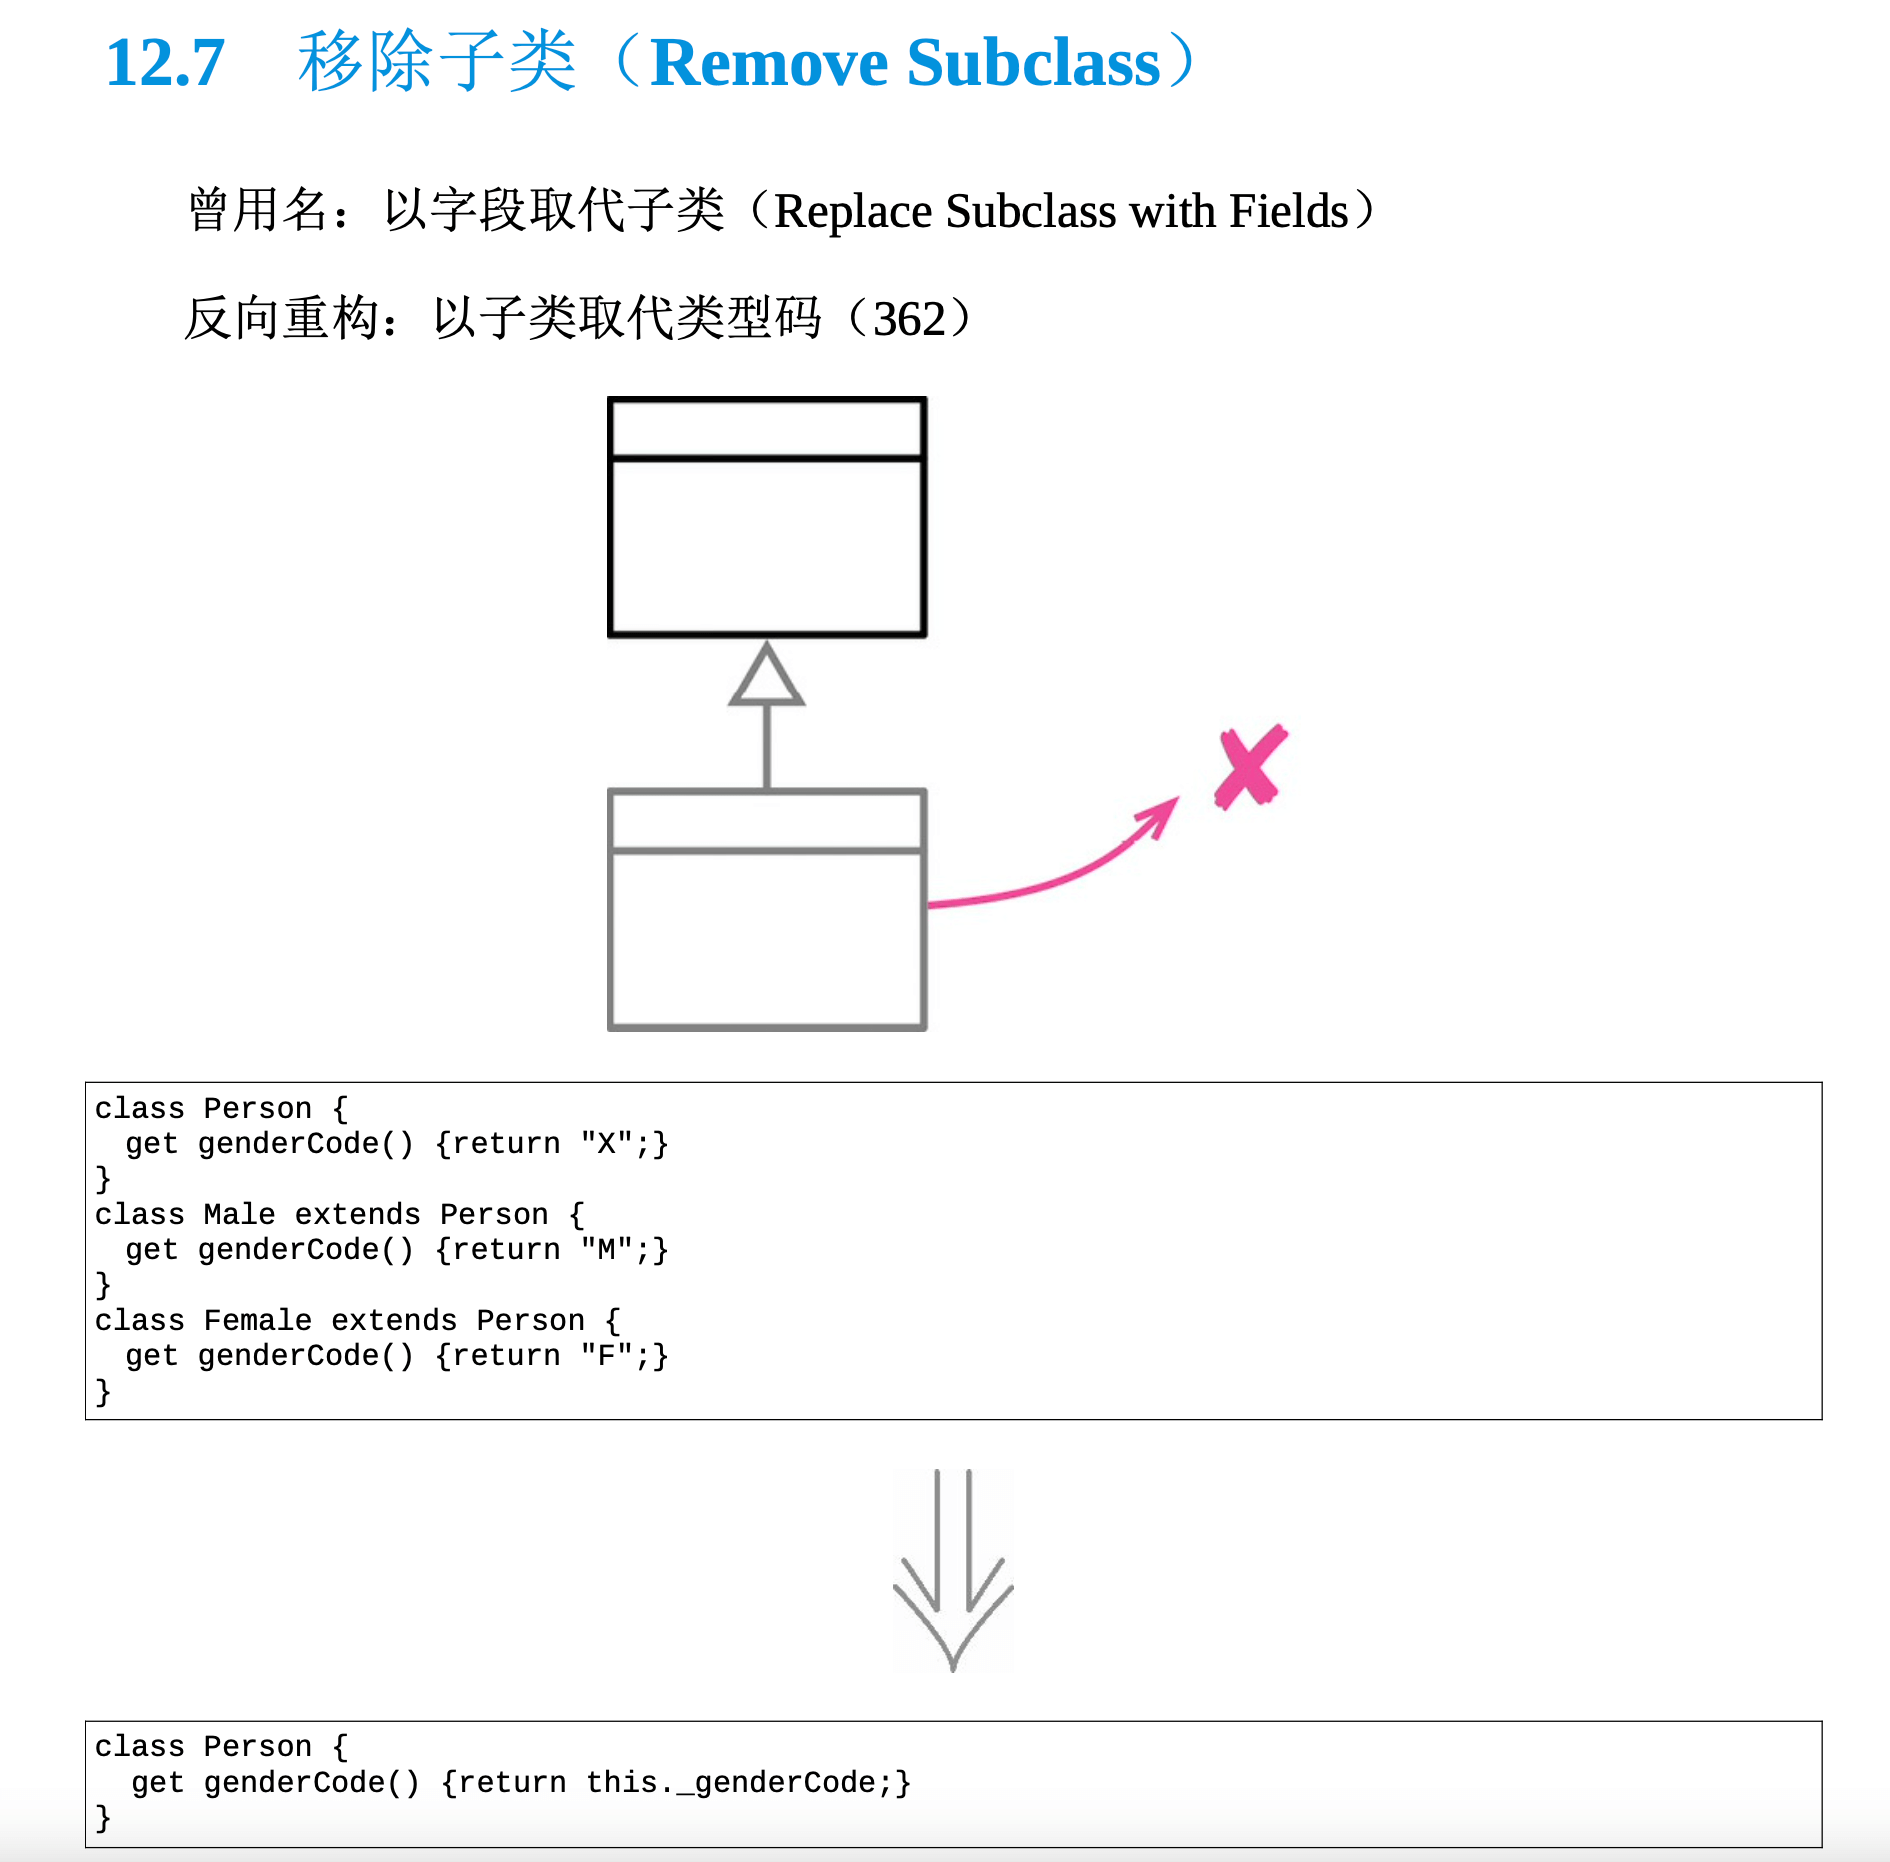 12.7 移除子类（Remove Subclass）
曾用名：以字段取代子类（Replace Subclass with Fields）
反向重构：以子类取代类型码（362）
class Person {
  get genderCode() {return "X";}
}
class Male extends Person {
  get genderCode() {return "M";}
}
class Female extends Person {
  get genderCode() {return "F";}
}
class Person {
  get genderCode() {return this._genderCode;}
}